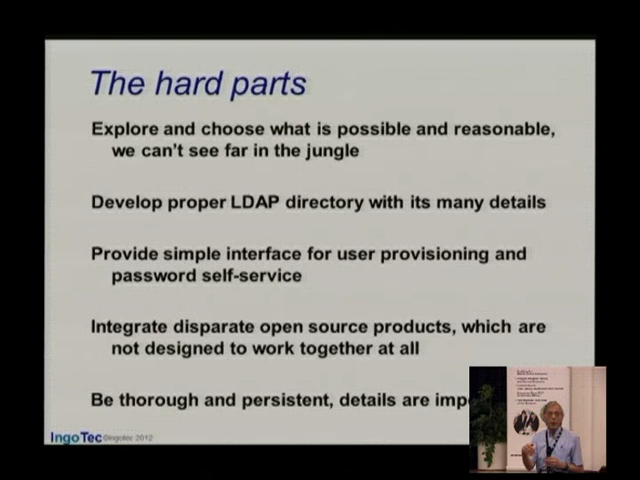 The hard parts
Explore and choose what is possible and reasonable,
we can't see far in the jungle
Develop proper LDAP directory with its many details
Provide simple interface for user provisioning and
password self-service
Integrate disparate open source products, which are
not designed to work together at all
Be thorough and persistent, details are
IngoTec ©Ingotec 2012